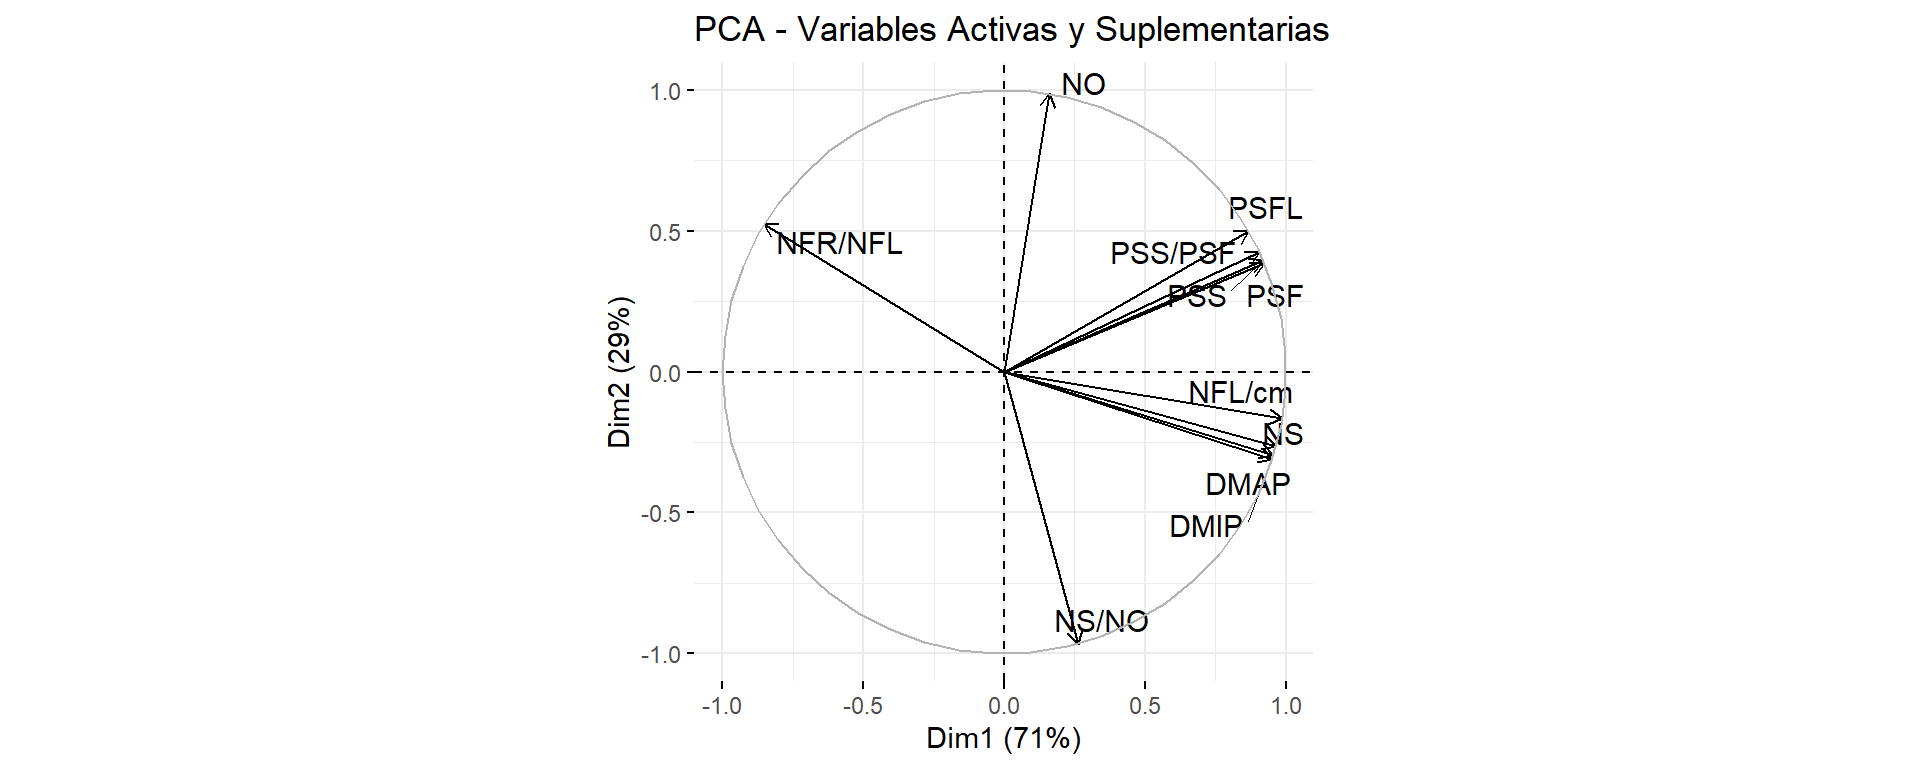 PCA - Variables Activas y Suplementarias
NO
PSFL
NFR/NFL
PSS/PSF
PSS
PSF
NFL/cm
NS
DMAP
DMIP
NS/NO
1.0
0.5
0.0
-0.5
-1.0
Dim2 (29%)
-1.0
-0.5
0.0
0.5
1.0
Dim1 (71%)